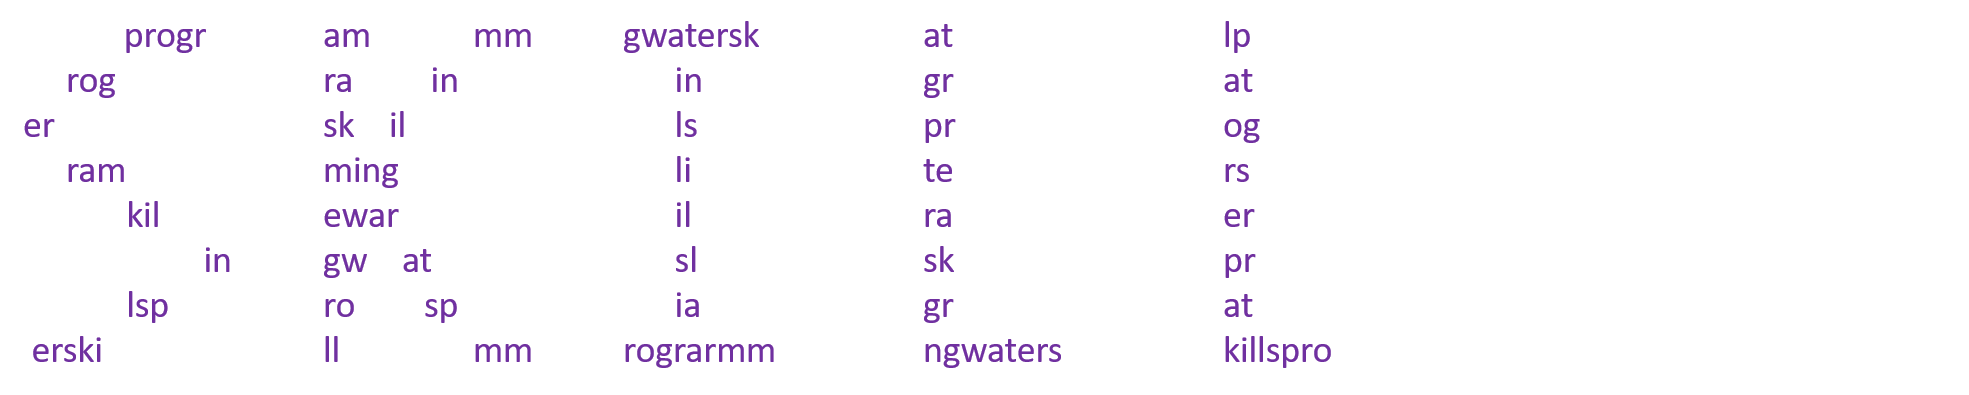 progr am mm gwatersk at lp
rog ra in in gr at
er sk il ls pr og
ram ming li te rs
kil ewar il ra er
in gw at sl sk pr
lsp ro sp ia gr at
erski ll mm rograrmm ngwaters killspro